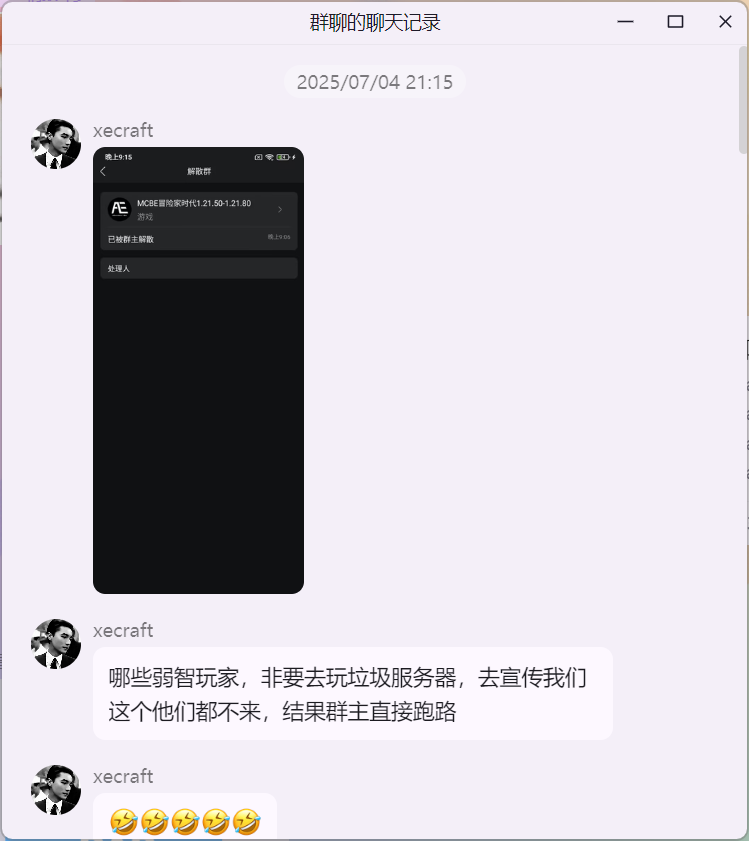 群聊的聊天记录
2025/07/04 21:15
xecraft
晚上9:15
解散群
AE
MCBE冒险家时代1.21.50-1.21.80
游戏
已被群主解散
晚上9:06
处理人
xecraft
哪些弱智玩家，非要去玩垃圾服务器，去宣传我们
这个他们都不来，结果群主直接跑路
xecraft
🤣🤣🤣🤣🤣